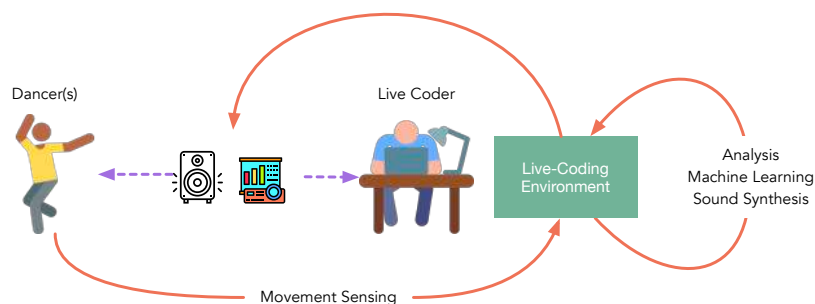 Dancer(s)
Live Coder
Live-Coding
Environment
Analysis
Machine Learning
Sound Synthesis
Movement Sensing